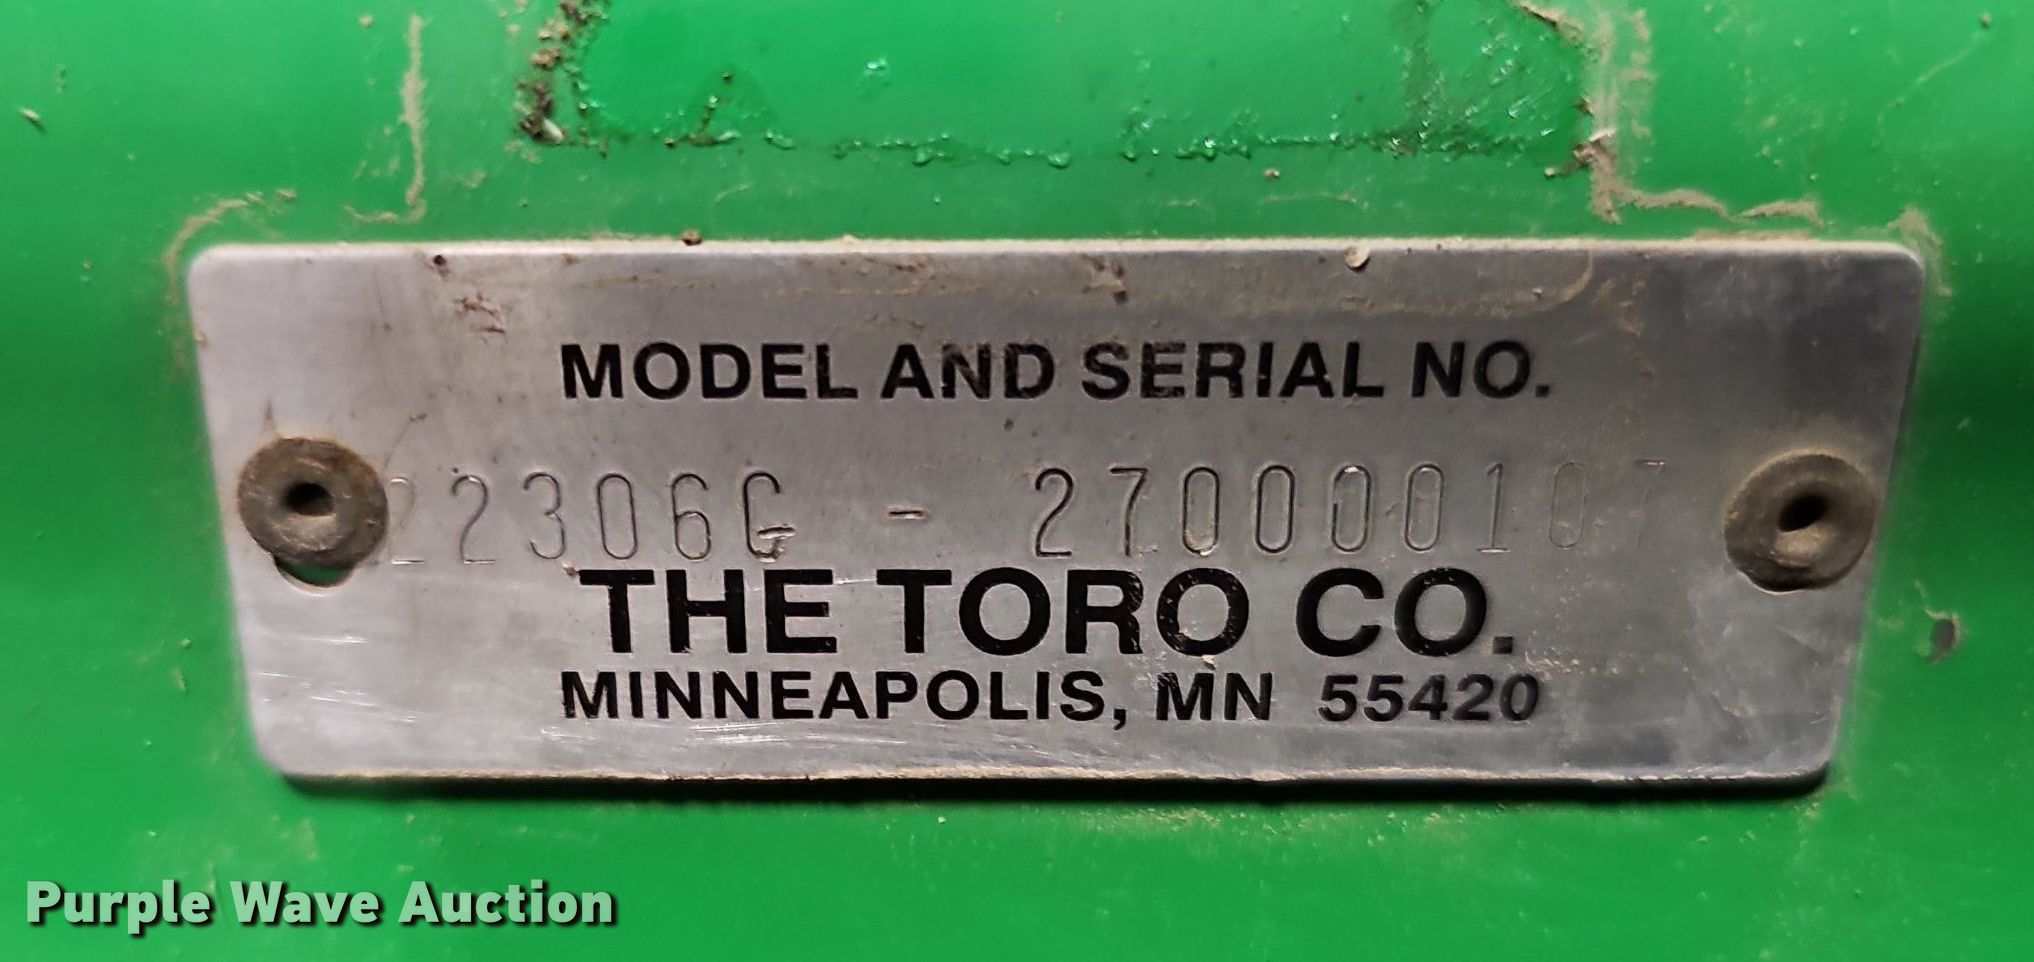 MODEL AND SERIAL NO.
22306G - 270000107
THE TORO CO.
MINNEAPOLIS, MN 55420
Purple Wave Auction